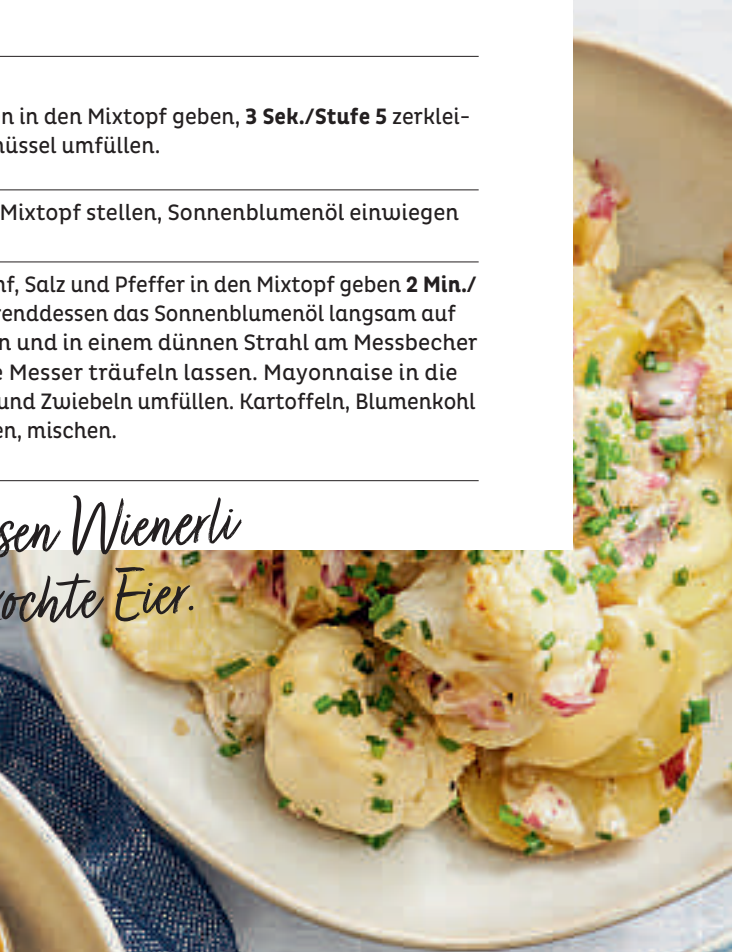 n in den Mixtopf geben, 3 Sek./Stufe 5 zerklei-
üssel umfüllen.
Mixtopf stellen, Sonnenblumenöl einwiegen
nf, Salz und Pfeffer in den Mixtopf geben 2 Min./
renddessen das Sonnenblumenöl langsam auf
n und in einem dünnen Strahl am Messbecher
e Messer träufeln lassen. Mayonnaise in die
und Zwiebeln umfüllen. Kartoffeln, Blumenkohl
en, mischen.
sen Wienerli
ochte Eier.